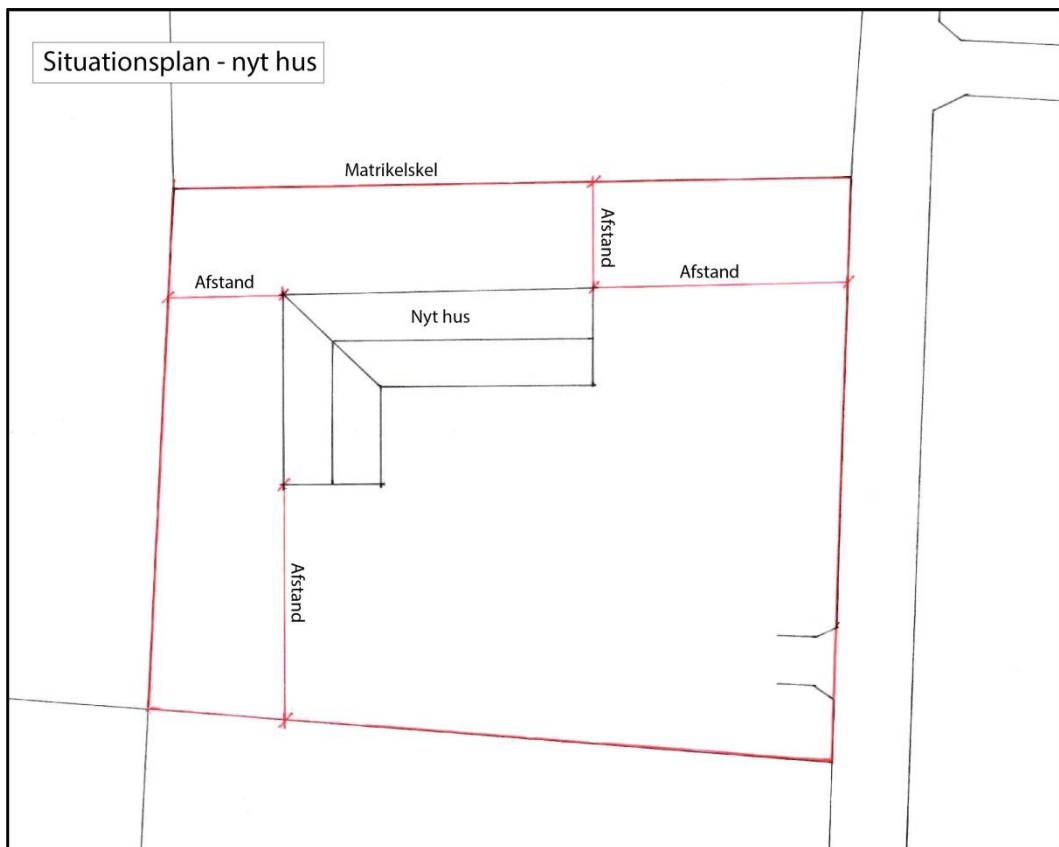 Situationsplan - nyt hus
Matrikelskel
Afstand
Afstand
Afstand
Nyt hus
Afstand